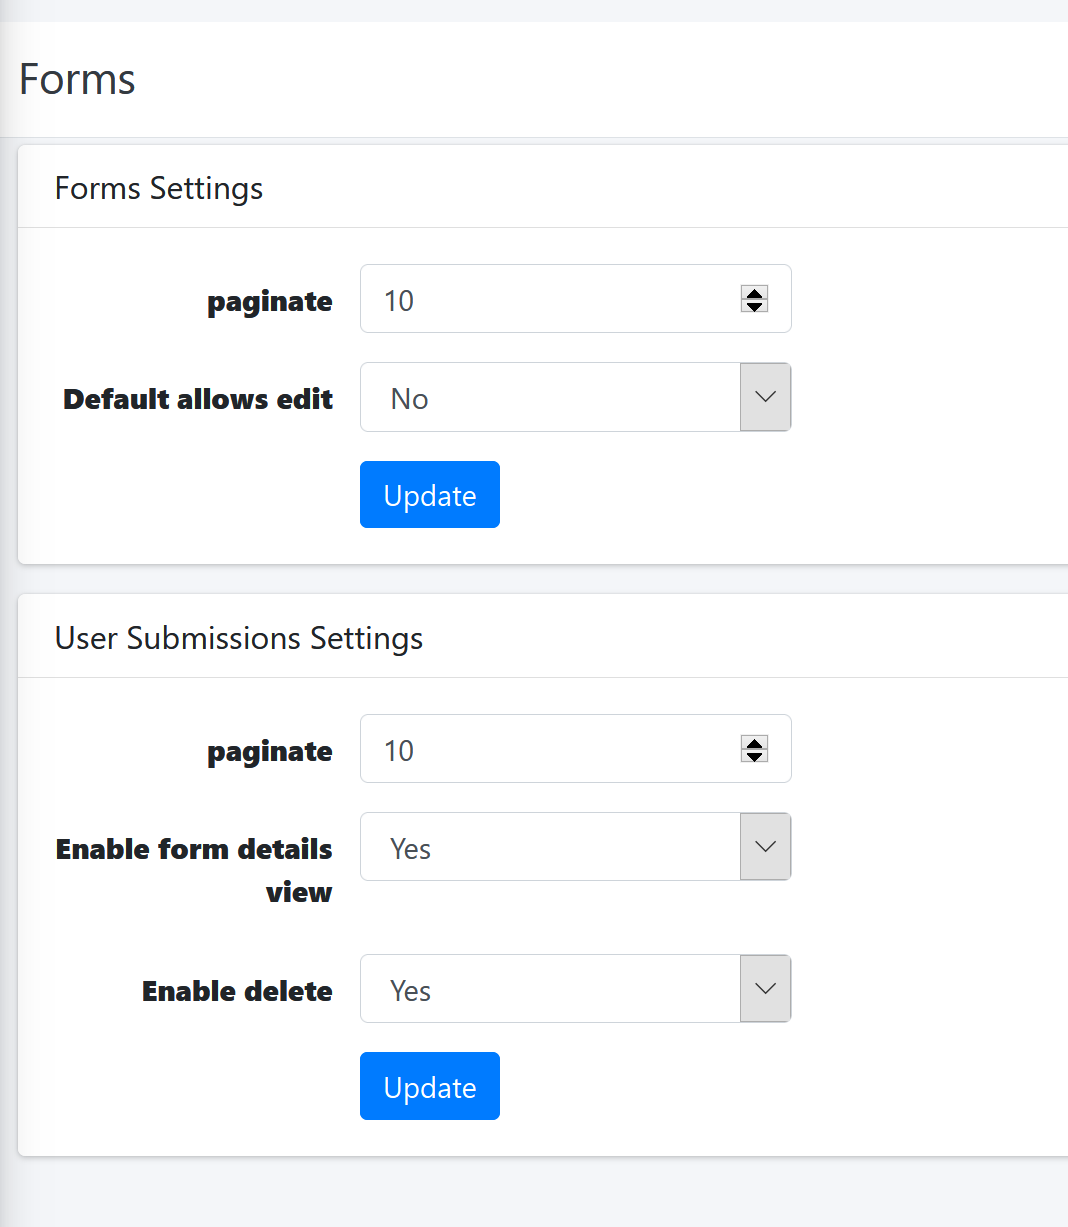 Forms
Forms Settings
paginate
10
Default allows edit
No
Update
User Submissions Settings
paginate
10
Enable form details
view
Yes
Enable delete
Yes
Update